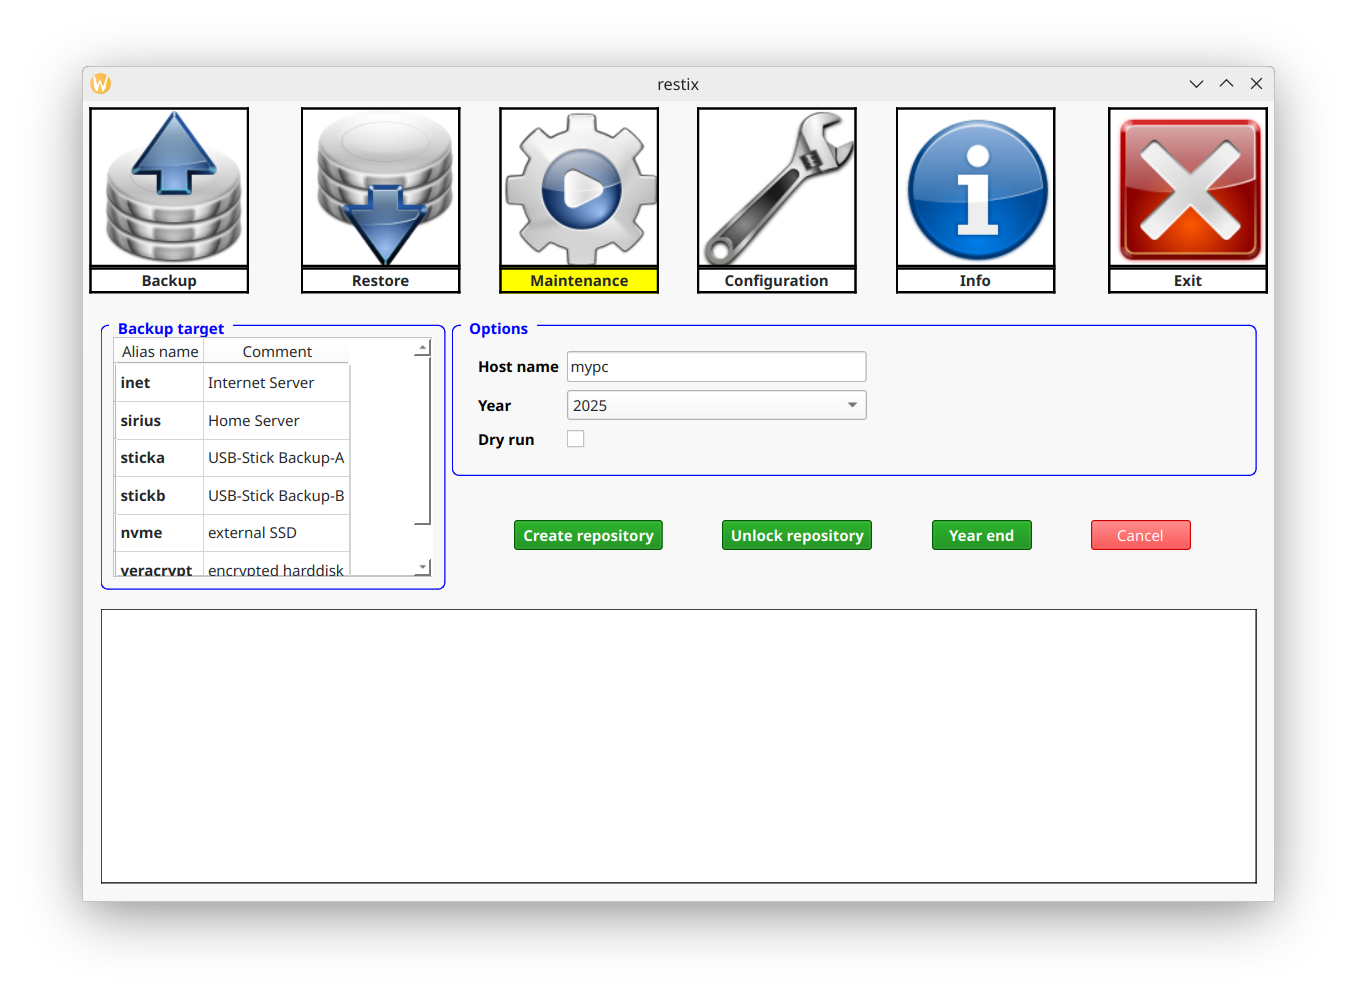 restix
Backup
Restore
Maintenance
Configuration
Info
Exit
Backup target
Alias name Comment
inet Internet Server
sirius Home Server
sticka USB-Stick Backup-A
stickb USB-Stick Backup-B
nvme external SSD
veracrypt encrypted harddisk
Options
Host name mypc
Year 2025
Dry run
Create repository
Unlock repository
Year end
Cancel